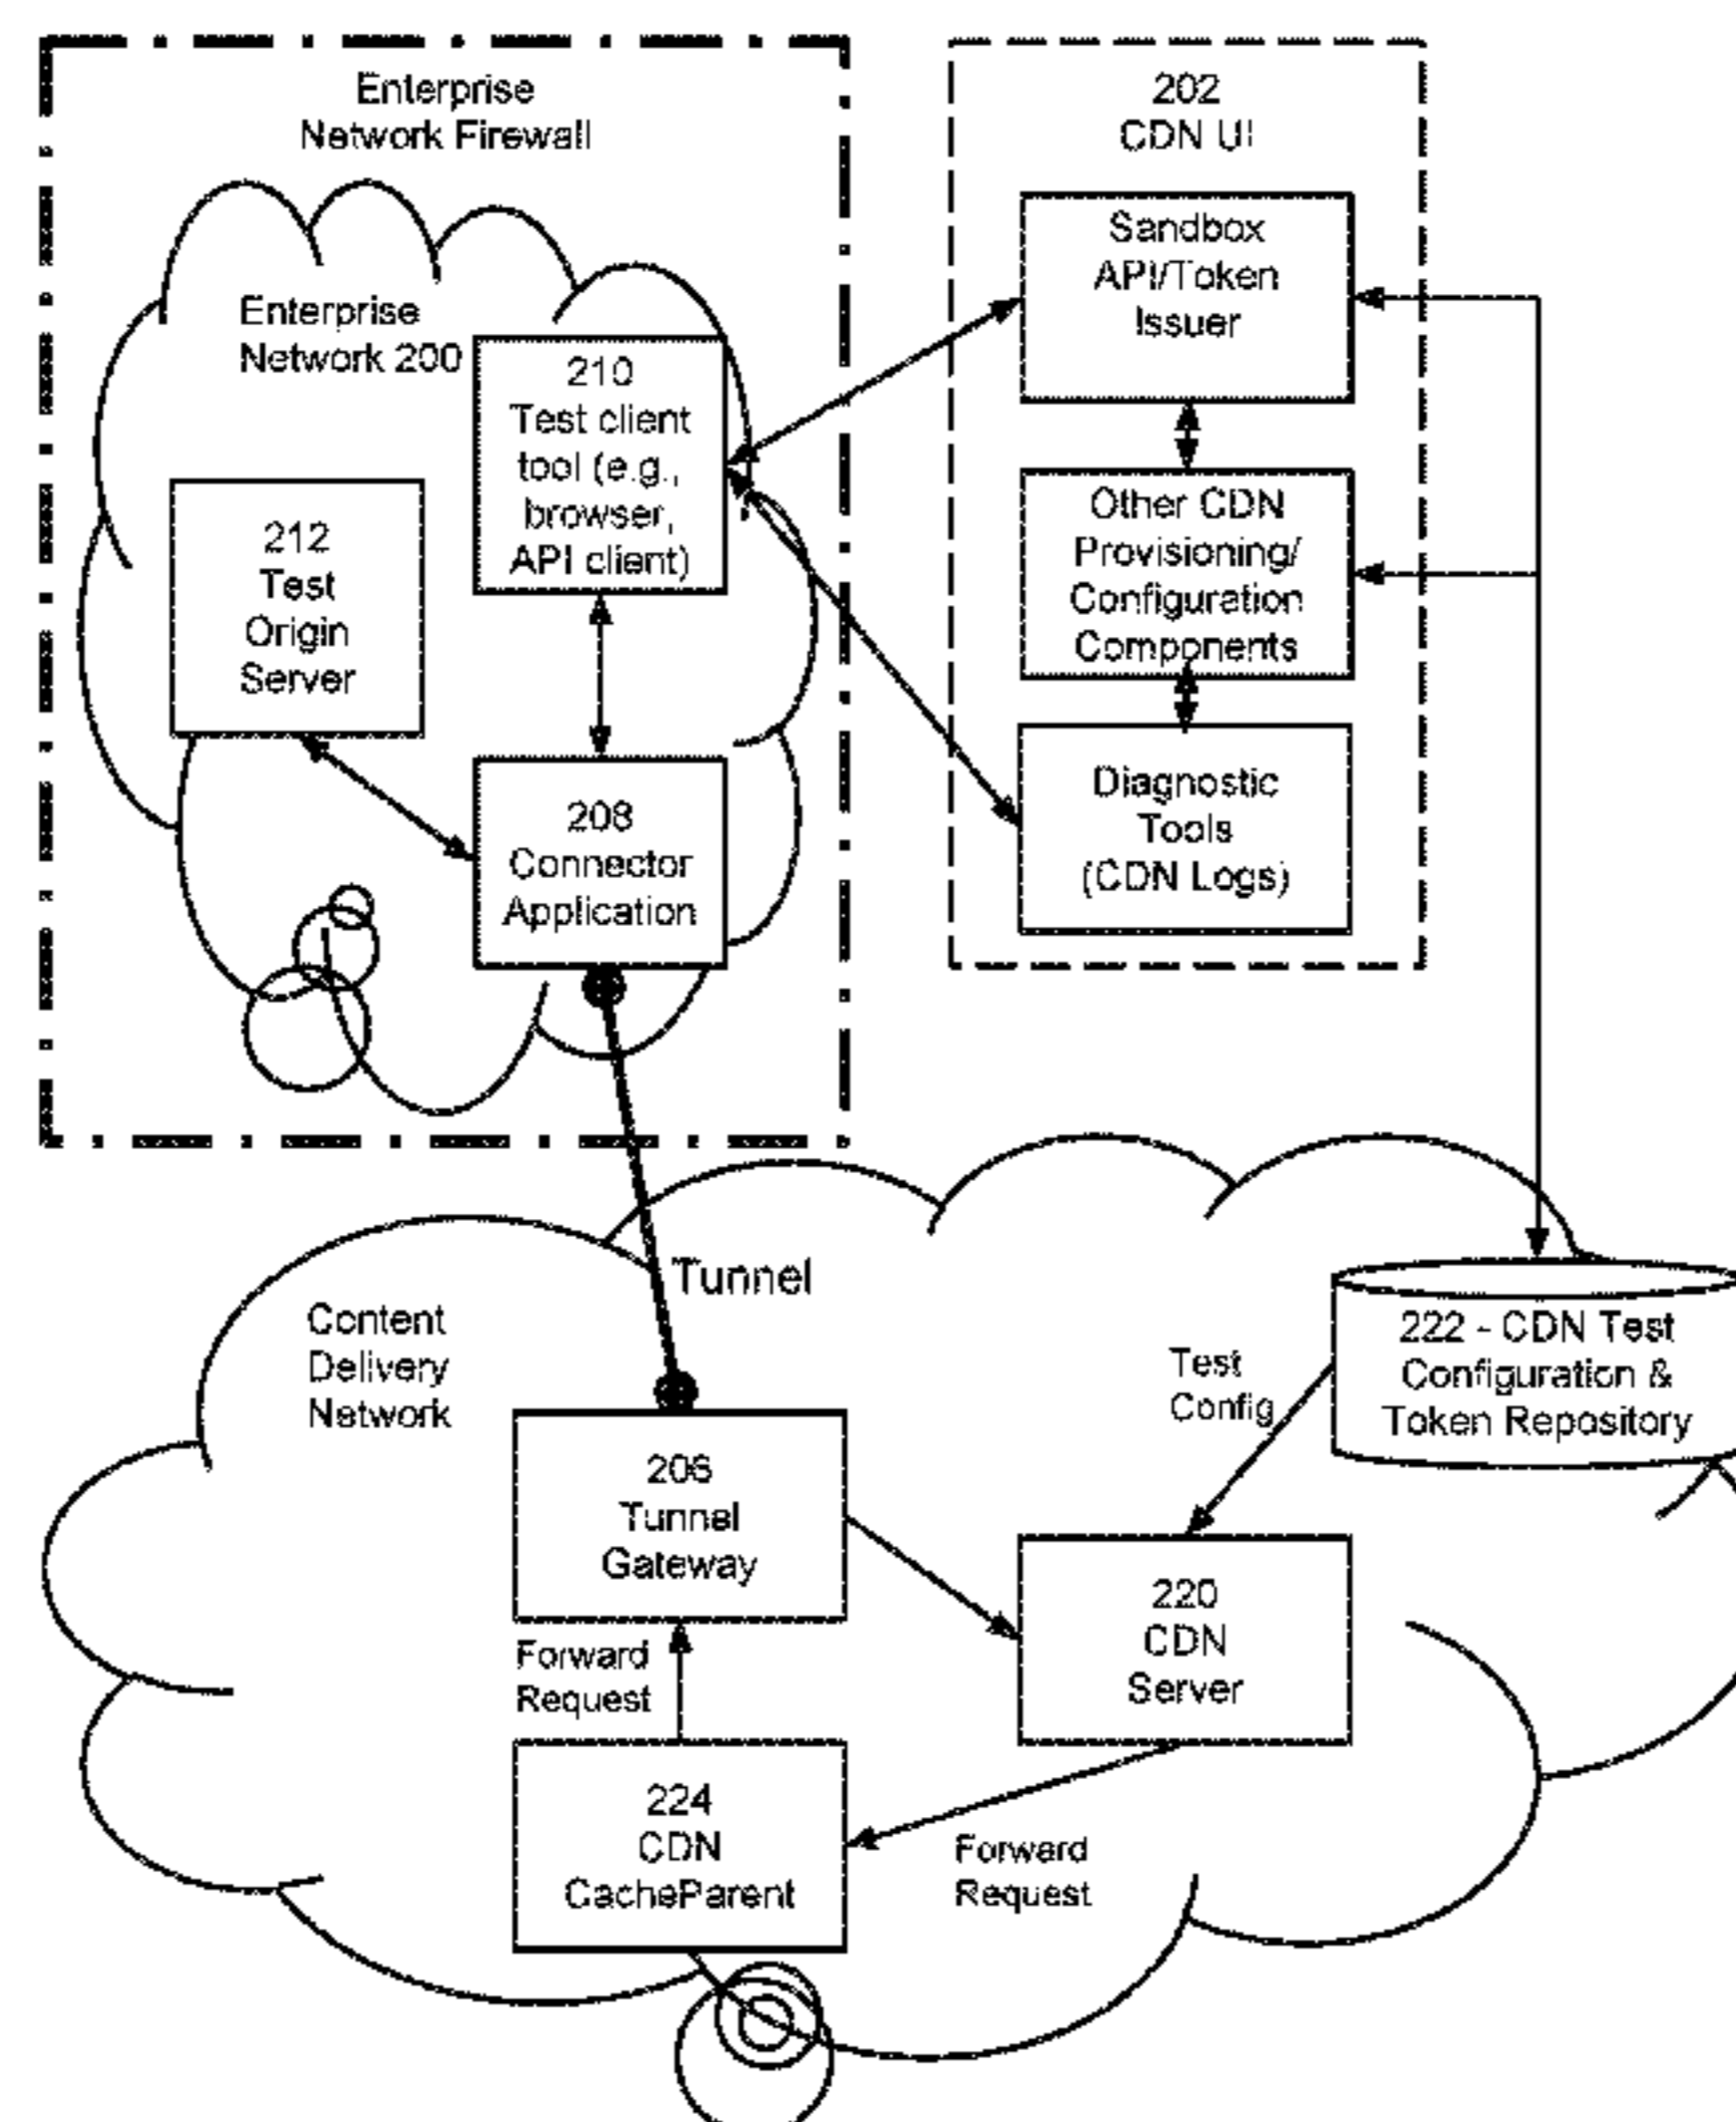 Enterprise
Network Firewall
Enterprise
Network 200
210
Test client
tool (e.g.,
browser,
API client)
212
Test
Origin
Server
208
Connector
Application
202
CDN UI
Sandbox
API/Token
Issuer
Other CDN
Provisioning/
Configuration
Components
Diagnostic
Tools
(CDN Logs)
Tunnel
Content
Delivery
Network
222 - CDN Test
Configuration &
Token Repository
Test
Config
206
Tunnel
Gateway
220
CDN
Server
Forward
Request
224
CDN
CacheParent
Forward
Request